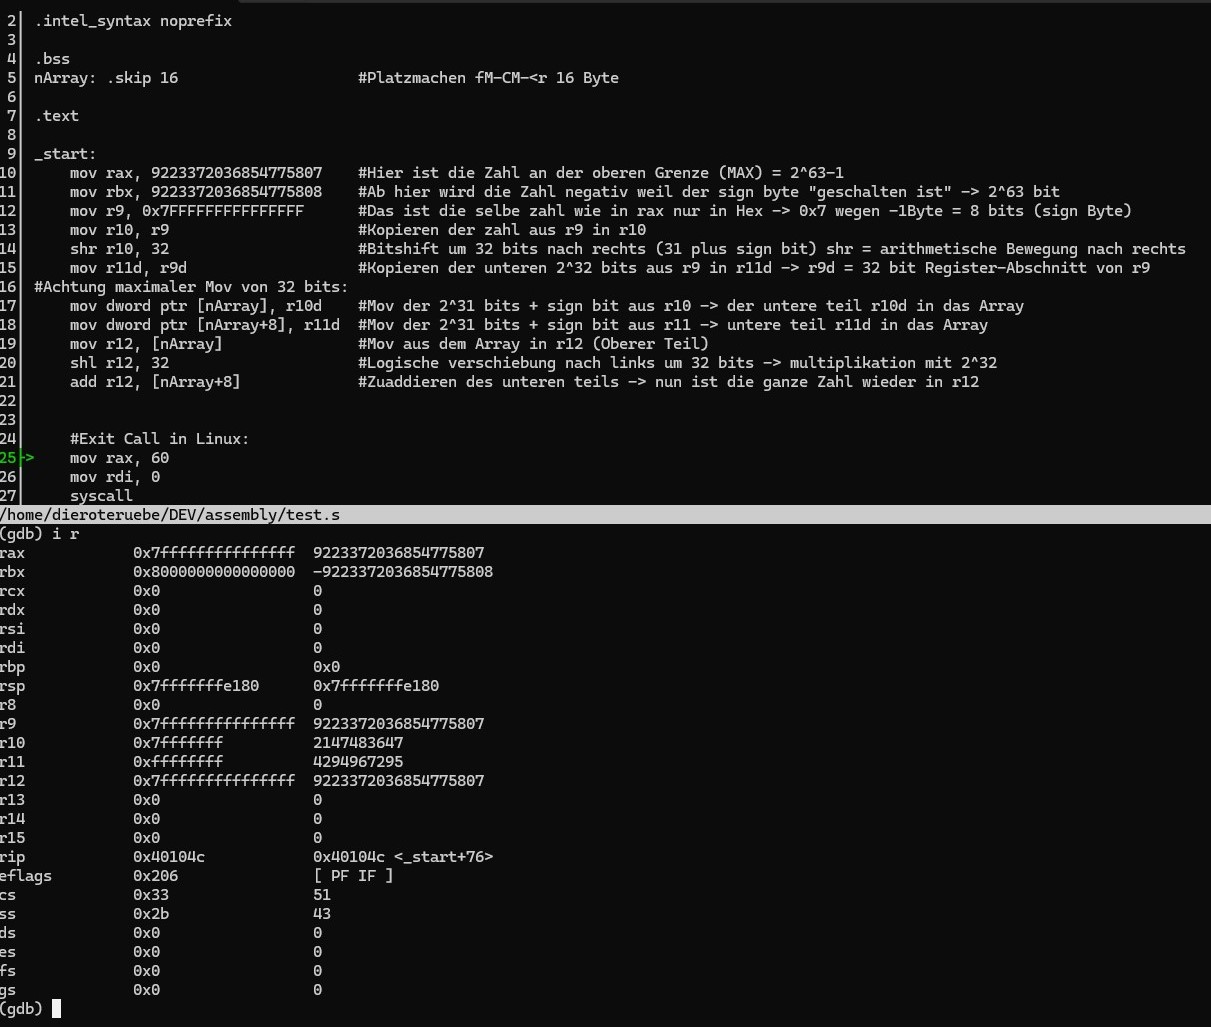 2 .intel_syntax noprefix
3
4 .bss
5 nArray: .skip 16 #Platzmachen fM-CM-<r 16 Byte
6
7 .text
8
9 _start:
10 mov rax, 9223372036854775807 #Hier ist die Zahl an der oberen Grenze (MAX) = 2^63-1
11 mov rbx, 9223372036854775808 #Ab hier wird die Zahl negativ weil der sign byte "geschalten ist" -> 2^63 bit
12 mov r9, 0x7FFFFFFFFFFFFFFF #Das ist die selbe zahl wie in rax nur in Hex -> 0x7 wegen -1Byte = 8 bits (sign Byte)
13 mov r10, r9 #Kopieren der zahl aus r9 in r10
14 shr r10, 32 #Bitshift um 32 bits nach rechts (31 plus sign bit) shr = arithmetische Bewegung nach rechts
15 mov r11d, r9d #Kopieren der unteren 2^32 bits aus r9 in r11d -> r9d = 32 bit Register-Abschnitt von r9
16 #Achtung maximaler Mov von 32 bits:
17 mov dword ptr [nArray], r10d #Mov der 2^31 bits + sign bit aus r10 -> der untere teil r10d in das Array
18 mov dword ptr [nArray+8], r11d #Mov der 2^31 bits + sign bit aus r11 -> untere teil r11d in das Array
19 mov r12, [nArray] #Mov aus dem Array in r12 (Oberer Teil)
20 shl r12, 32 #Logische verschiebung nach links um 32 bits -> multiplikation mit 2^32
21 add r12, [nArray+8] #Zuaddieren des unteren teils -> nun ist die ganze Zahl wieder in r12
22
23
24 #Exit Call in Linux:
25 -> mov rax, 60
26 mov rdi, 0
27 syscall
/home/dieroteruebe/DEV/assembly/test.s
(gdb) i r
rax 0x7fffffffffffffff 9223372036854775807
rbx 0x8000000000000000 -9223372036854775808
rcx 0x0 0
rdx 0x0 0
rsi 0x0 0
rdi 0x0 0
rbp 0x0 0x0
rsp 0x7fffffffe180 0x7fffffffe180
r8 0x0 0
r9 0x7fffffffffffffff 9223372036854775807
r10 0x7fffffff 2147483647
r11 0xffffffff 4294967295
r12 0x7fffffffffffffff 9223372036854775807
r13 0x0 0
r14 0x0 0
r15 0x0 0
rip 0x40104c 0x40104c <_start+76>
eflags 0x206 [ PF IF ]
cs 0x33 51
ss 0x2b 43
ds 0x0 0
es 0x0 0
fs 0x0 0
gs 0x0 0
(gdb)